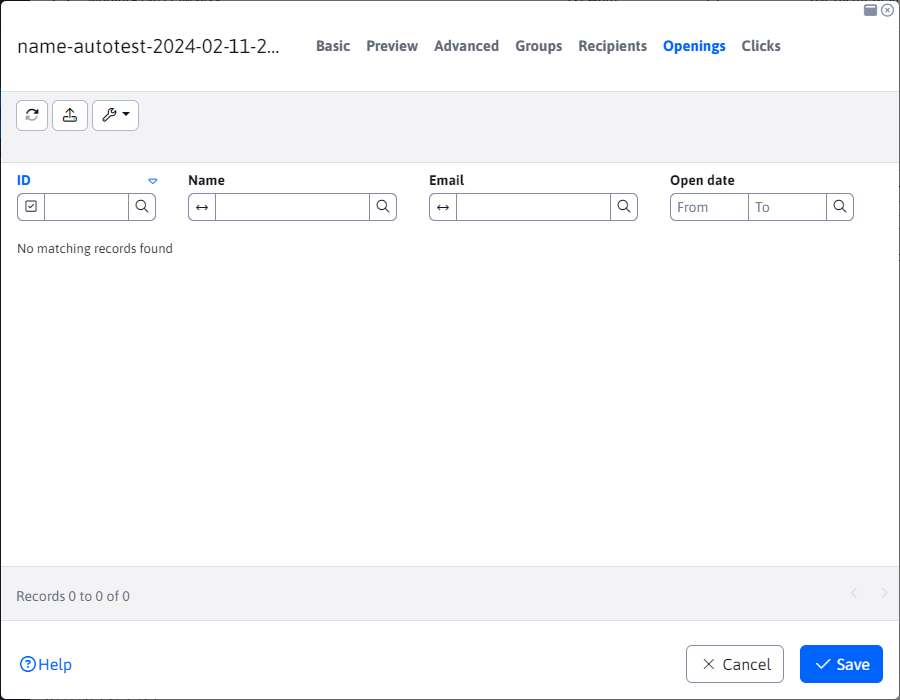 name-autotest-2024-02-11-2...
Basic Preview Advanced Groups Recipients Openings Clicks
ID Name Email Open date
From To
No matching records found
Records 0 to 0 of 0
Help Cancel Save